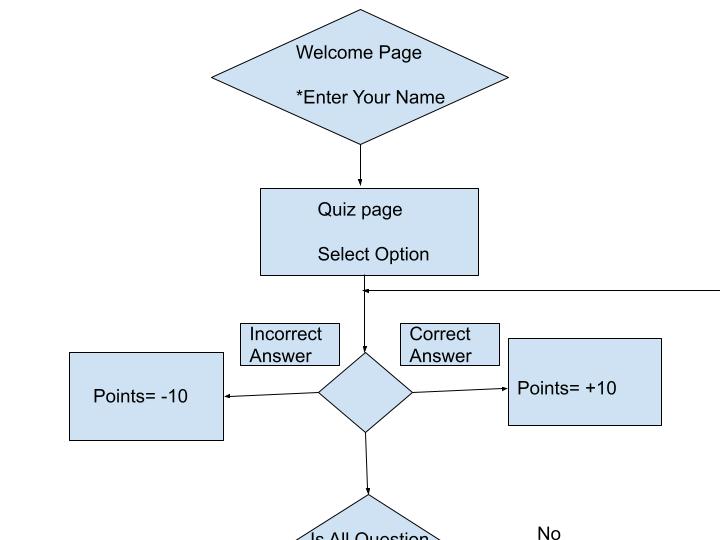 Welcome Page
*Enter Your Name
Quiz page
Select Option
Incorrect
Answer
Correct
Answer
Points= -10
Points= +10
Is All Question
No